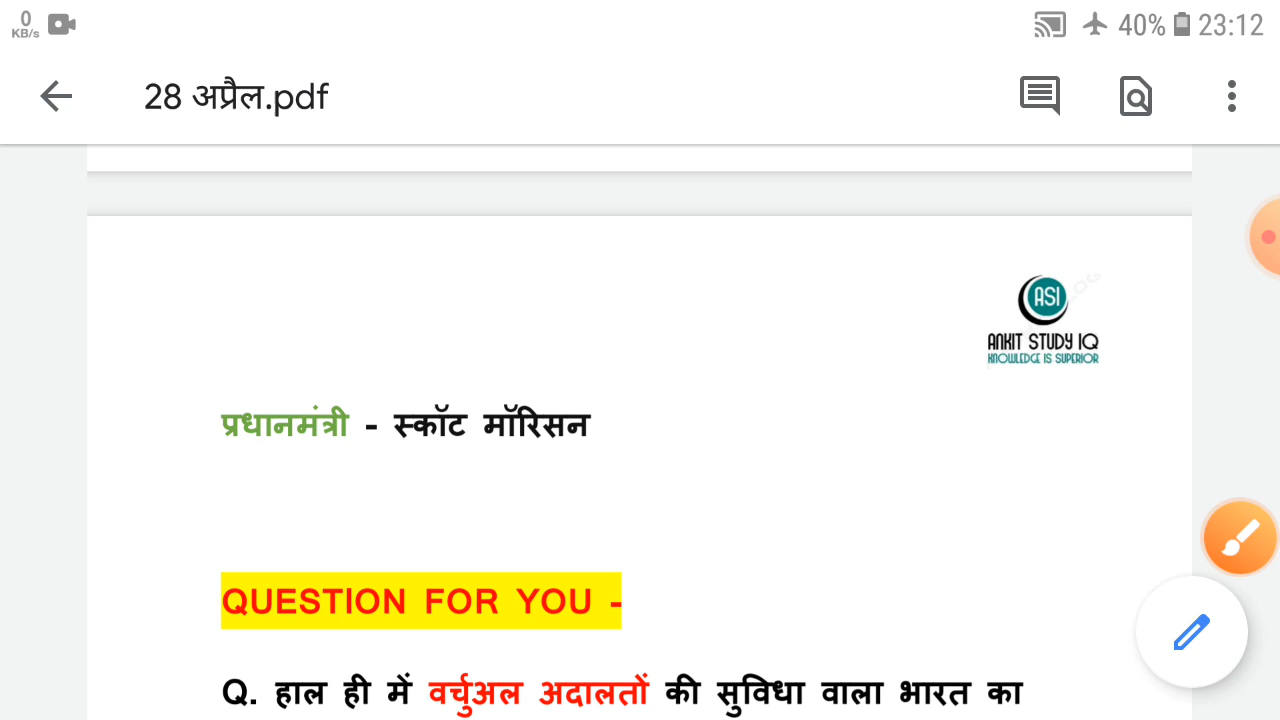 0
KB/s
40%
23:12
28 अप्रैल.pdf
ASI
ANKIT STUDY IQ
KNOWLEDGE IS SUPERIOR
प्रधानमंत्री - स्कॉट मॉरिसन
QUESTION FOR YOU -
Q. हाल ही में वर्चुअल अदालतों की सुविधा वाला भारत का